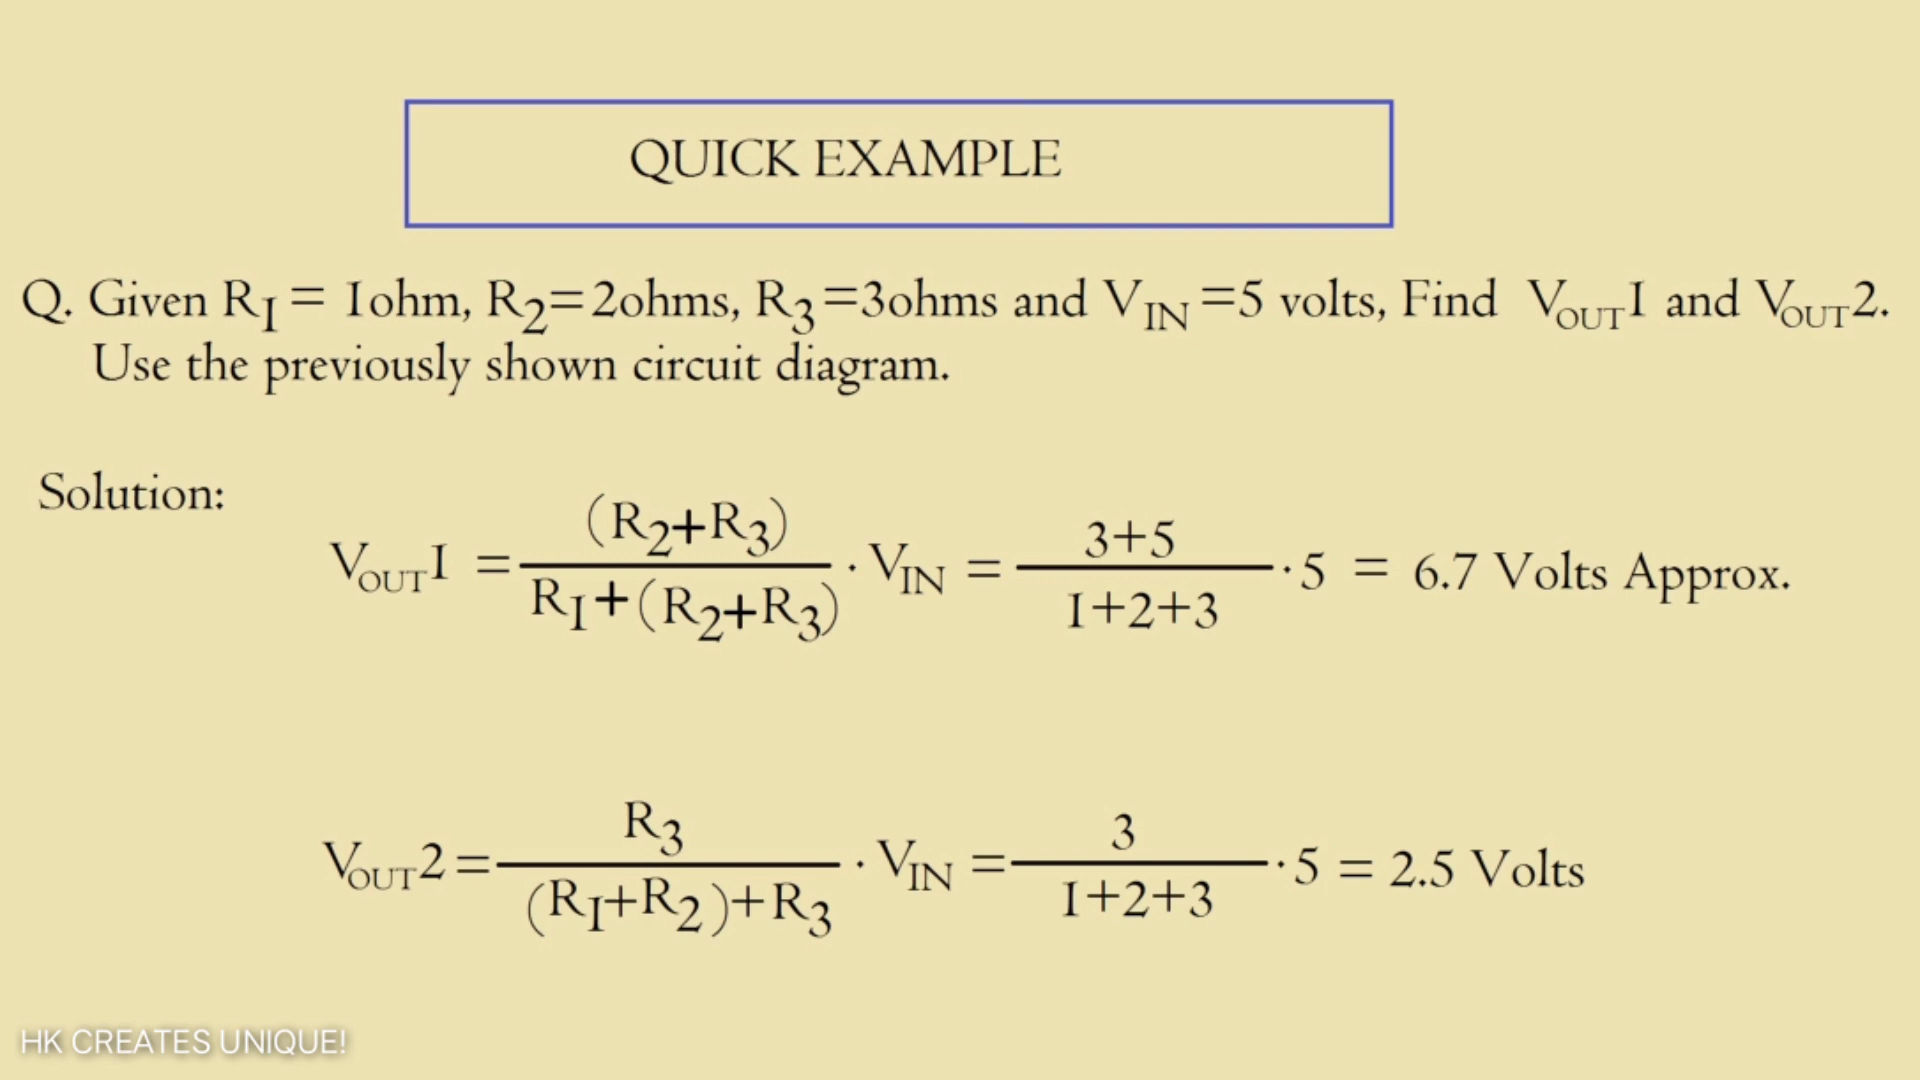 QUICK EXAMPLE
Q. Given R1 = 1ohm, R2=2ohms, R3=3ohms and VIN =5 volts, Find VOUT1 and VOUT2.
Use the previously shown circuit diagram.
Solution:
VOUT1 = (R2+R3) / R1+(R2+R3) · VIN = 3+5 / 1+2+3 ·5 = 6.7 Volts Approx.
VOUT2 = R3 / (R1+R2)+R3 · VIN = 3 / 1+2+3 ·5 = 2.5 Volts
HK CREATES UNIQUE!